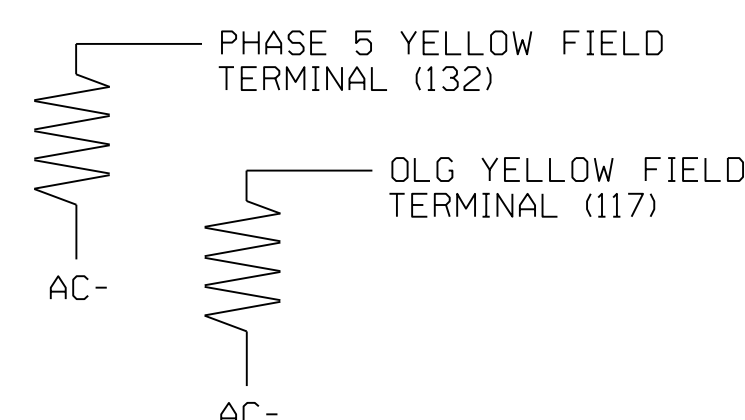 PHASE 5 YELLOW FIELD
TERMINAL (132)
OLG YELLOW FIELD
TERMINAL (117)
AC-
AC-